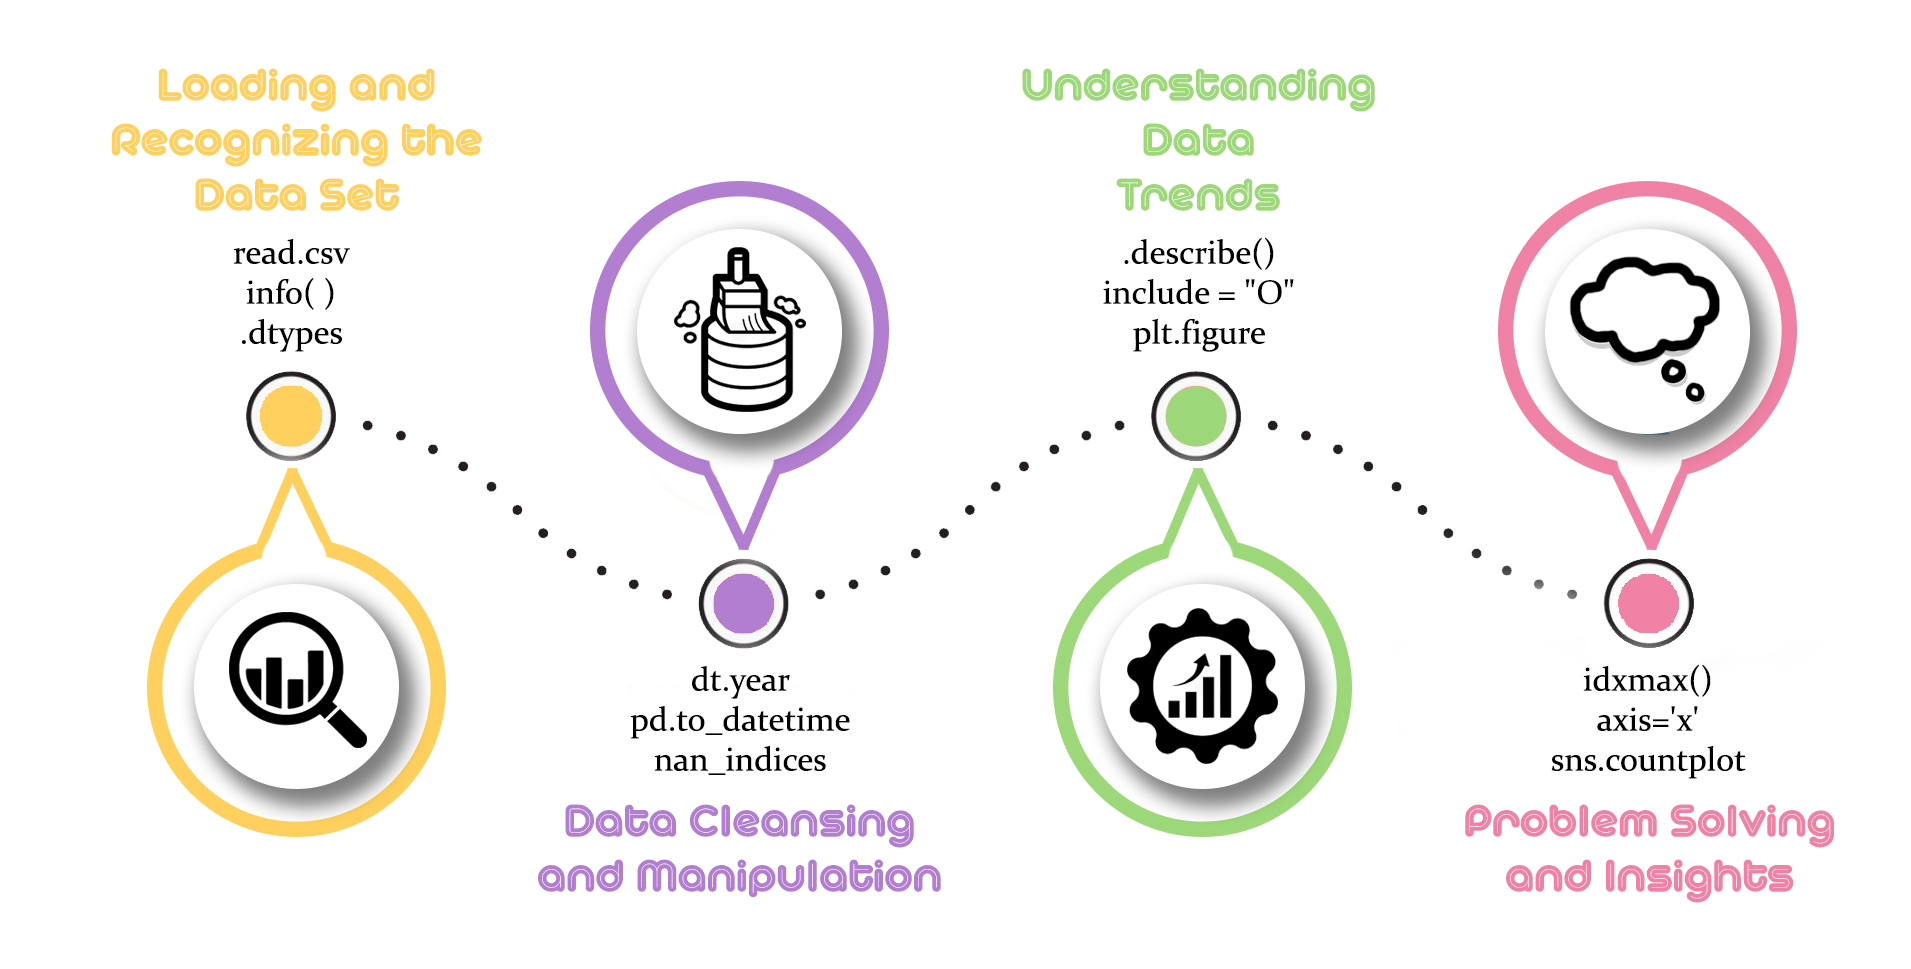 Loading and
Recognizing the
Data Set
read.csv
info( )
.dtypes
dt.year
pd.to_datetime
nan_indices
Data Cleansing
and Manipulation
Understanding
Data
Trends
.describe()
include = "O"
plt.figure
idxmax()
axis='x'
sns.countplot
Problem Solving
and Insights